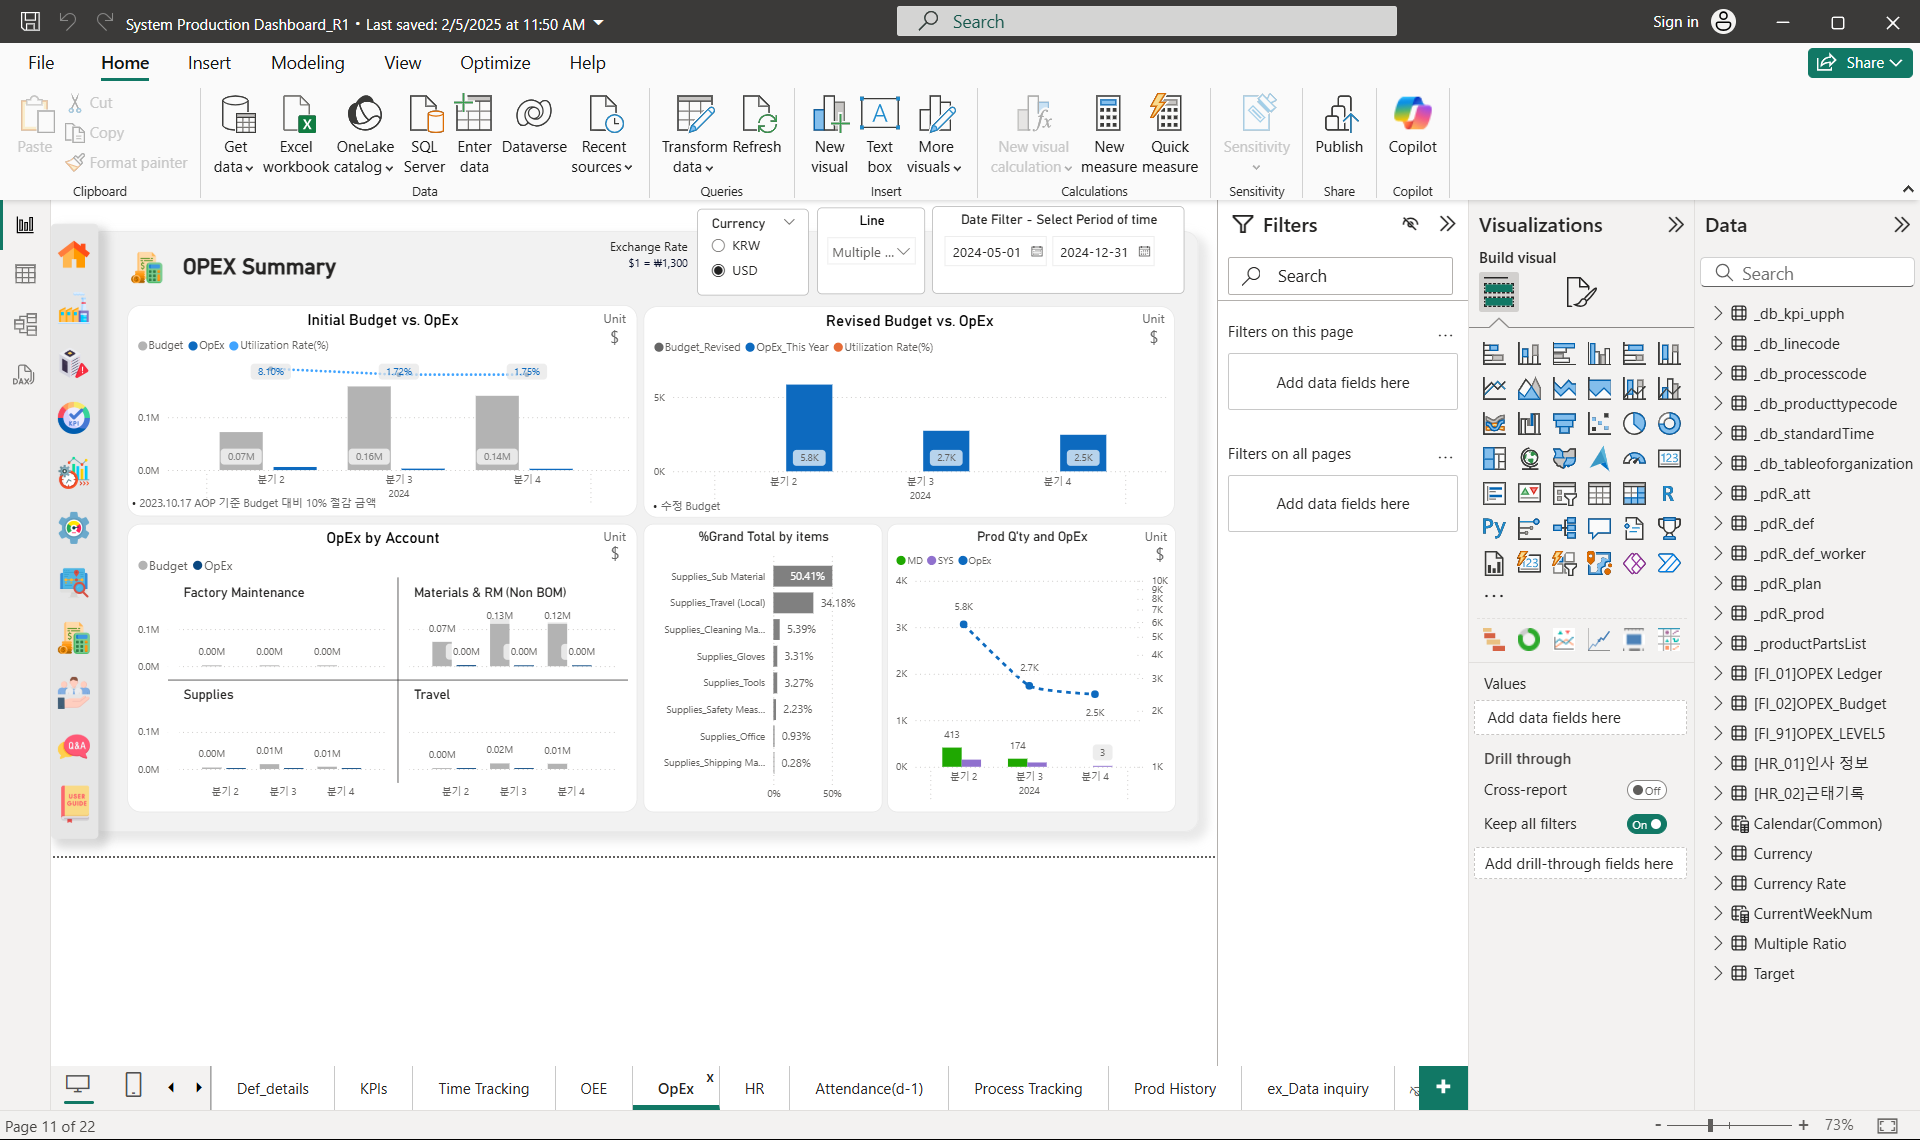 System Production Dashboard_R1 • Last saved: 2/5/2025 at 11:50 AM
Search
Sign in
File
Home
Insert
Modeling
View
Optimize
Help
Share
Paste
Cut
Copy
Format painter
Clipboard
Get data
Excel workbook
OneLake catalog
SQL Server
Enter data
Dataverse
Recent sources
Data
Transform data
Refresh
Queries
New visual
Text box
More visuals
Insert
New visual calculation
New measure
Quick measure
Calculations
Sensitivity
Sensitivity
Publish
Share
Copilot
Copilot
OPEX Summary
Exchange Rate
$1 = ₩1,300
Currency
KRW
USD
Line
Multiple ...
Date Filter - Select Period of time
2024-05-01
2024-12-31
Initial Budget vs. OpEx
Unit
$
Budget
OpEx
Utilization Rate(%)
8.10%
1.72%
1.75%
0.1M
0.0M
0.07M
0.16M
0.14M
분기 2
분기 3
분기 4
2024
• 2023.10.17 AOP 기준 Budget 대비 10% 절감 금액
Revised Budget vs. OpEx
Unit
$
Budget_Revised
OpEx_This Year
Utilization Rate(%)
5K
0K
5.8K
2.7K
2.5K
분기 2
분기 3
분기 4
2024
• 수정 Budget
OpEx by Account
Unit
$
Budget
OpEx
Factory Maintenance
0.1M
0.0M
0.00M
0.00M
0.00M
Materials & RM (Non BOM)
0.07M
0.13M
0.12M
0.00M
0.00M
0.00M
Supplies
0.1M
0.0M
0.00M
0.01M
0.01M
Travel
0.00M
0.02M
0.01M
분기 2
분기 3
분기 4
분기 2
분기 3
분기 4
%Grand Total by items
Supplies_Sub Material
50.41%
Supplies_Travel (Local)
34.18%
Supplies_Cleaning Ma...
5.39%
Supplies_Gloves
3.31%
Supplies_Tools
3.27%
Supplies_Safety Meas...
2.23%
Supplies_Office
0.93%
Supplies_Shipping Ma...
0.28%
0%
50%
Prod Q'ty and OpEx
Unit
$
MD
SYS
OpEx
4K
3K
2K
1K
0K
10K
9K
8K
7K
6K
5K
4K
3K
2K
1K
5.8K
2.7K
2.5K
413
174
3
분기 2
분기 3
분기 4
2024
KPI
Q&A
USER GUIDE
DAX
Filters
Search
Filters on this page
...
Add data fields here
Filters on all pages
...
Add data fields here
Visualizations
Build visual
123
R
Py
123
...
Values
Add data fields here
Drill through
Cross-report
Off
Keep all filters
On
Add drill-through fields here
Data
Search
_db_kpi_upph
_db_linecode
_db_processcode
_db_producttypecode
_db_standardTime
_db_tableoforganization
_pdR_att
_pdR_def
_pdR_def_worker
_pdR_plan
_pdR_prod
_productPartsList
[FI_01]OPEX Ledger
[FI_02]OPEX_Budget
[FI_91]OPEX_LEVEL5
[HR_01]인사 정보
[HR_02]근태기록
Calendar(Common)
Currency
Currency Rate
CurrentWeekNum
Multiple Ratio
Target
Def_details
KPIs
Time Tracking
OEE
OpEx
X
HR
Attendance(d-1)
Process Tracking
Prod History
ex_Data inquiry
+
Page 11 of 22
-
+
73%